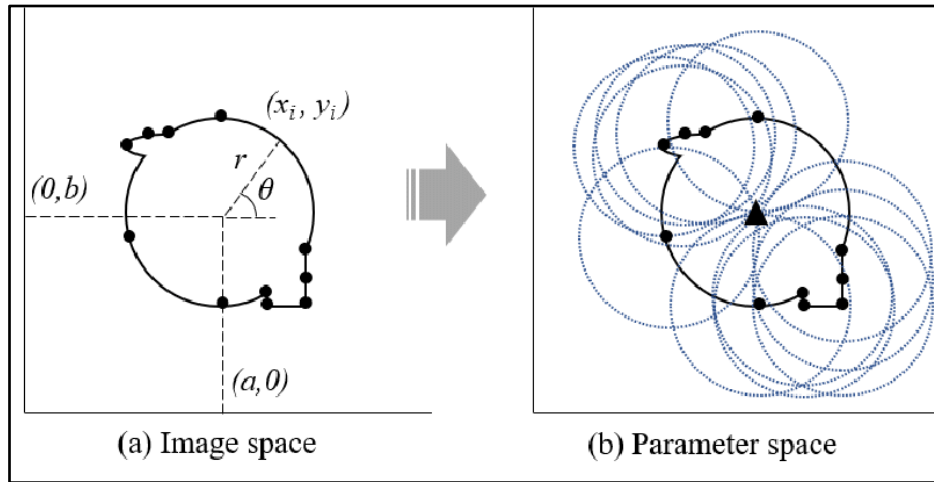 (x_i, y_i)
r
θ
(0,b)
(a,0)
(a) Image space
(b) Parameter space